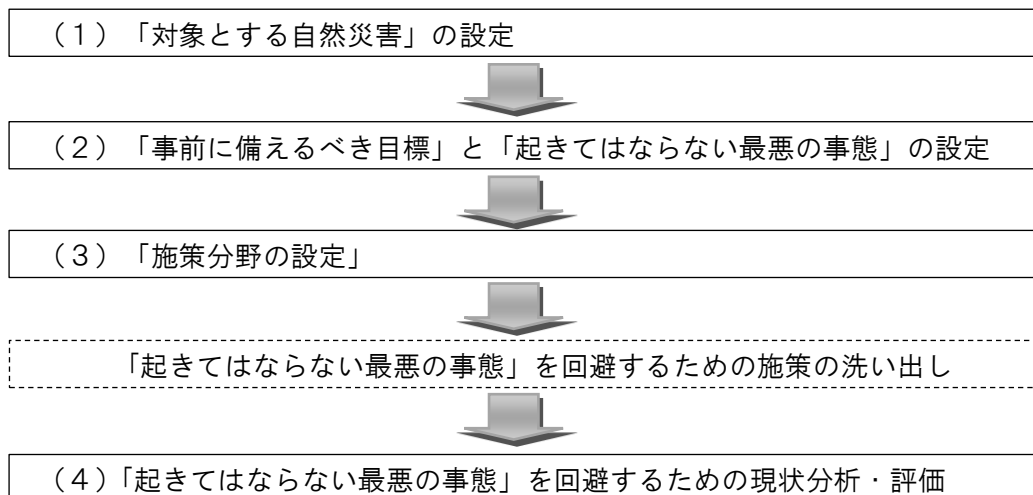 （１）「対象とする自然災害」の設定
（２）「事前に備えるべき目標」と「起きてはならない最悪の事態」の設定
（３）「施策分野の設定」
「起きてはならない最悪の事態」を回避するための施策の洗い出し
（４）「起きてはならない最悪の事態」を回避するための現状分析・評価